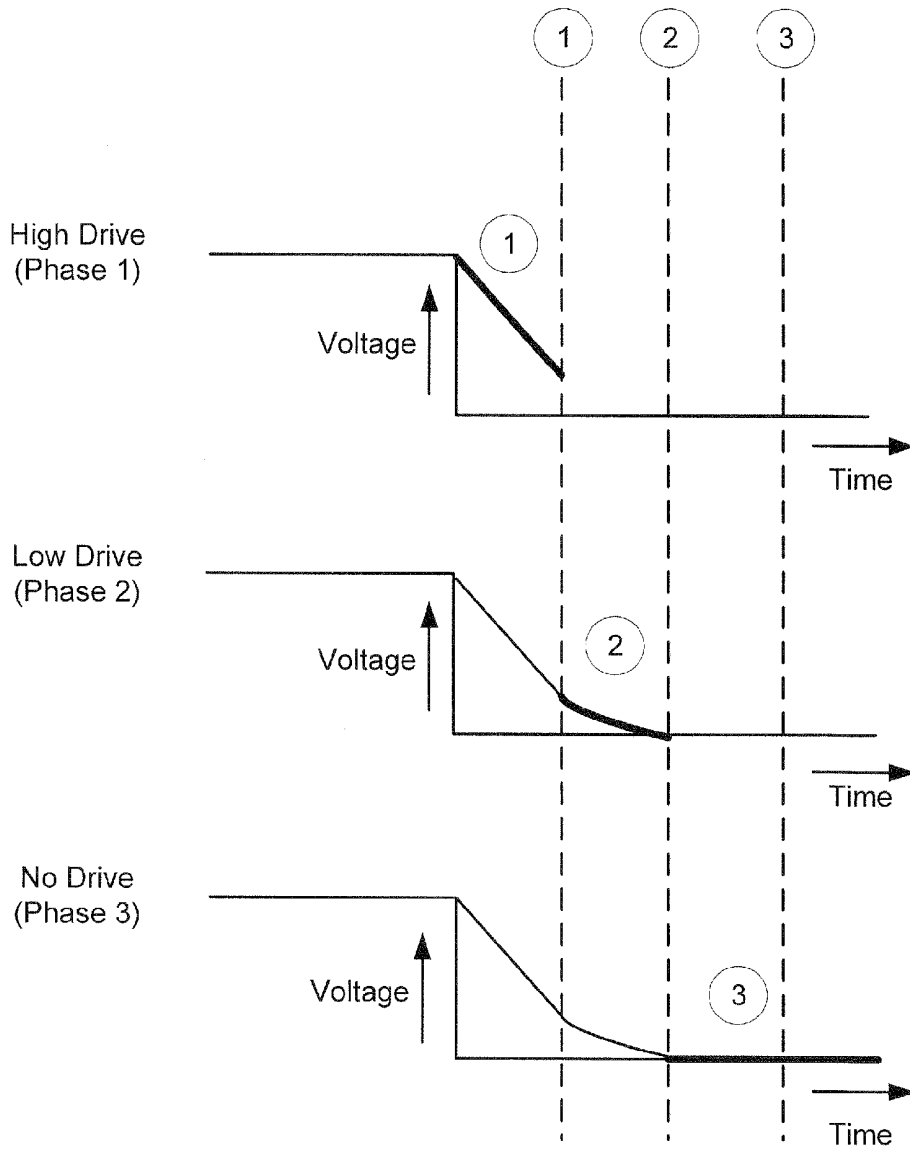 1
2
3
High Drive
(Phase 1)
1
Voltage
Time
Low Drive
(Phase 2)
2
Voltage
Time
No Drive
(Phase 3)
3
Voltage
Time